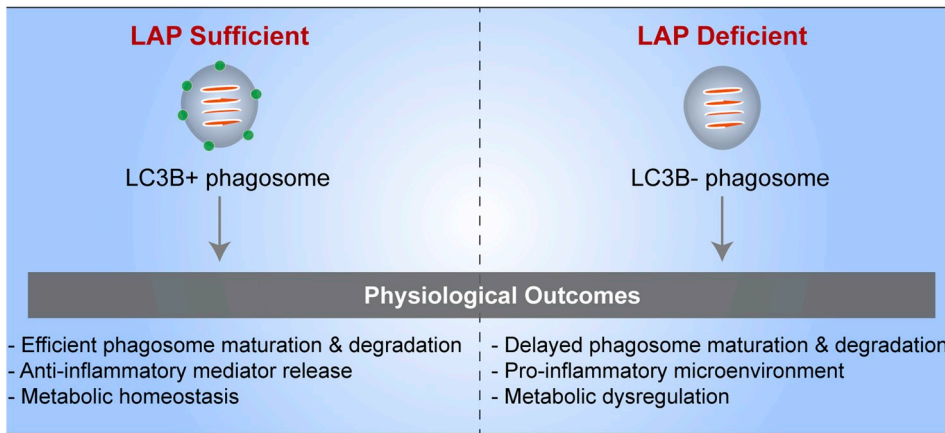 LAP Sufficient
LC3B+ phagosome
LAP Deficient
LC3B- phagosome
Physiological Outcomes
- Efficient phagosome maturation & degradation
- Anti-inflammatory mediator release
- Metabolic homeostasis
- Delayed phagosome maturation & degradation
- Pro-inflammatory microenvironment
- Metabolic dysregulation